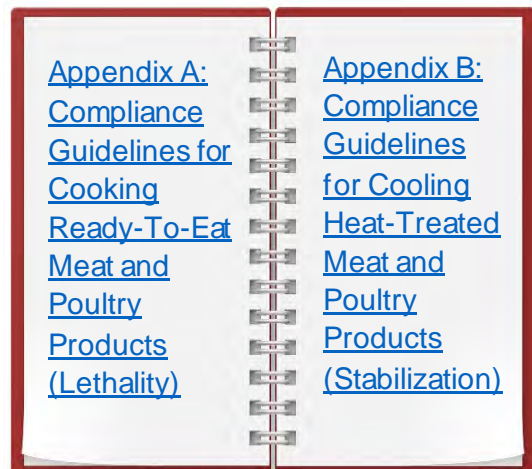 Appendix A:
Compliance
Guidelines for
Cooking
Ready-To-Eat
Meat and
Poultry
Products
(Lethality)
Appendix B:
Compliance
Guidelines
for Cooling
Heat-Treated
Meat and
Poultry
Products
(Stabilization)